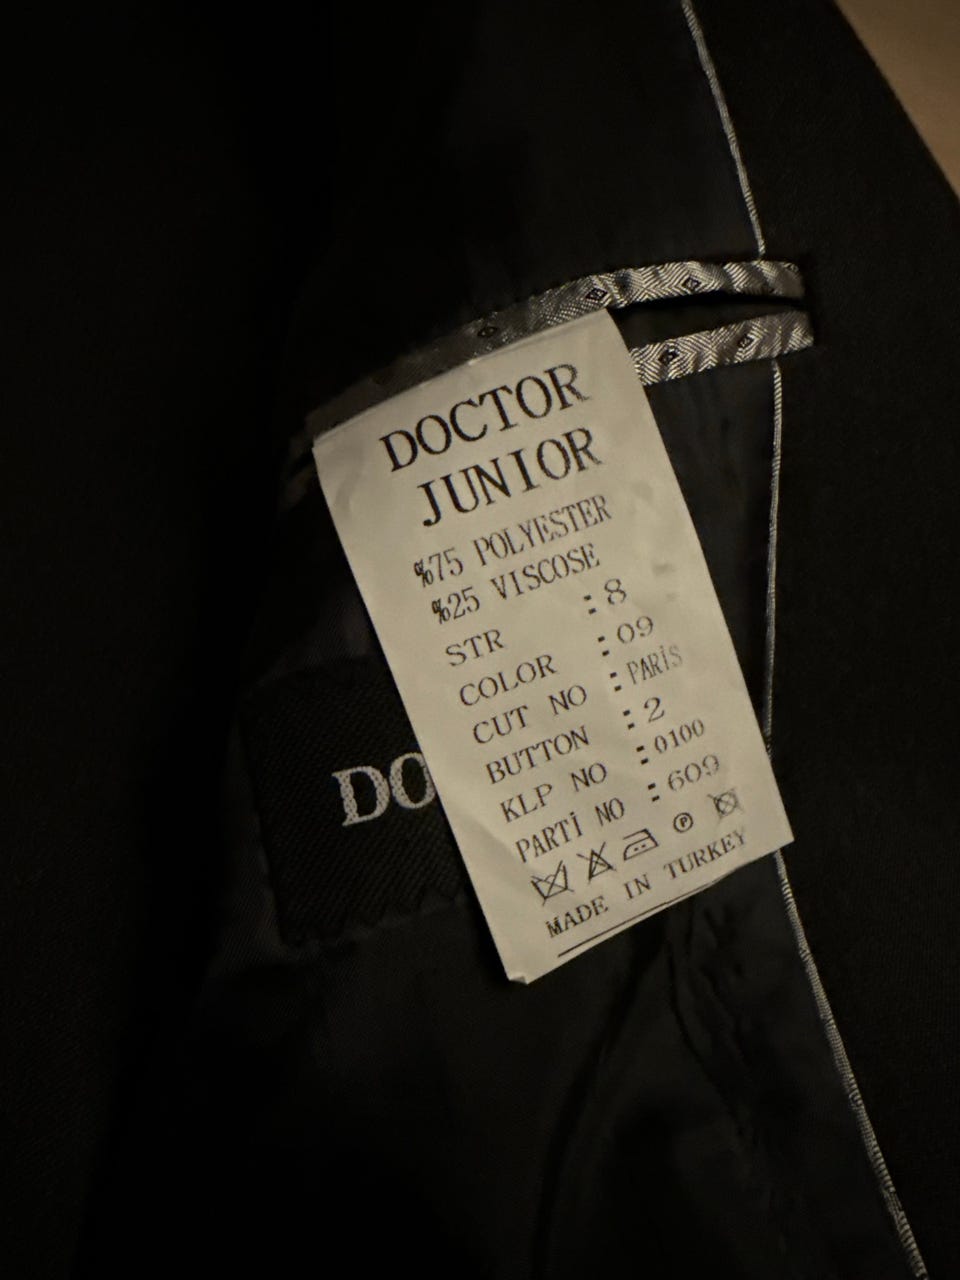 DOCTOR
JUNIOR
%75 POLYESTER
%25 VISCOSE
STR : 8
COLOR : 09
CUT NO : PARİS
BUTTON : 2
KLP NO : 0100
PARTİ NO : 609
P
MADE IN TURKEY
DO